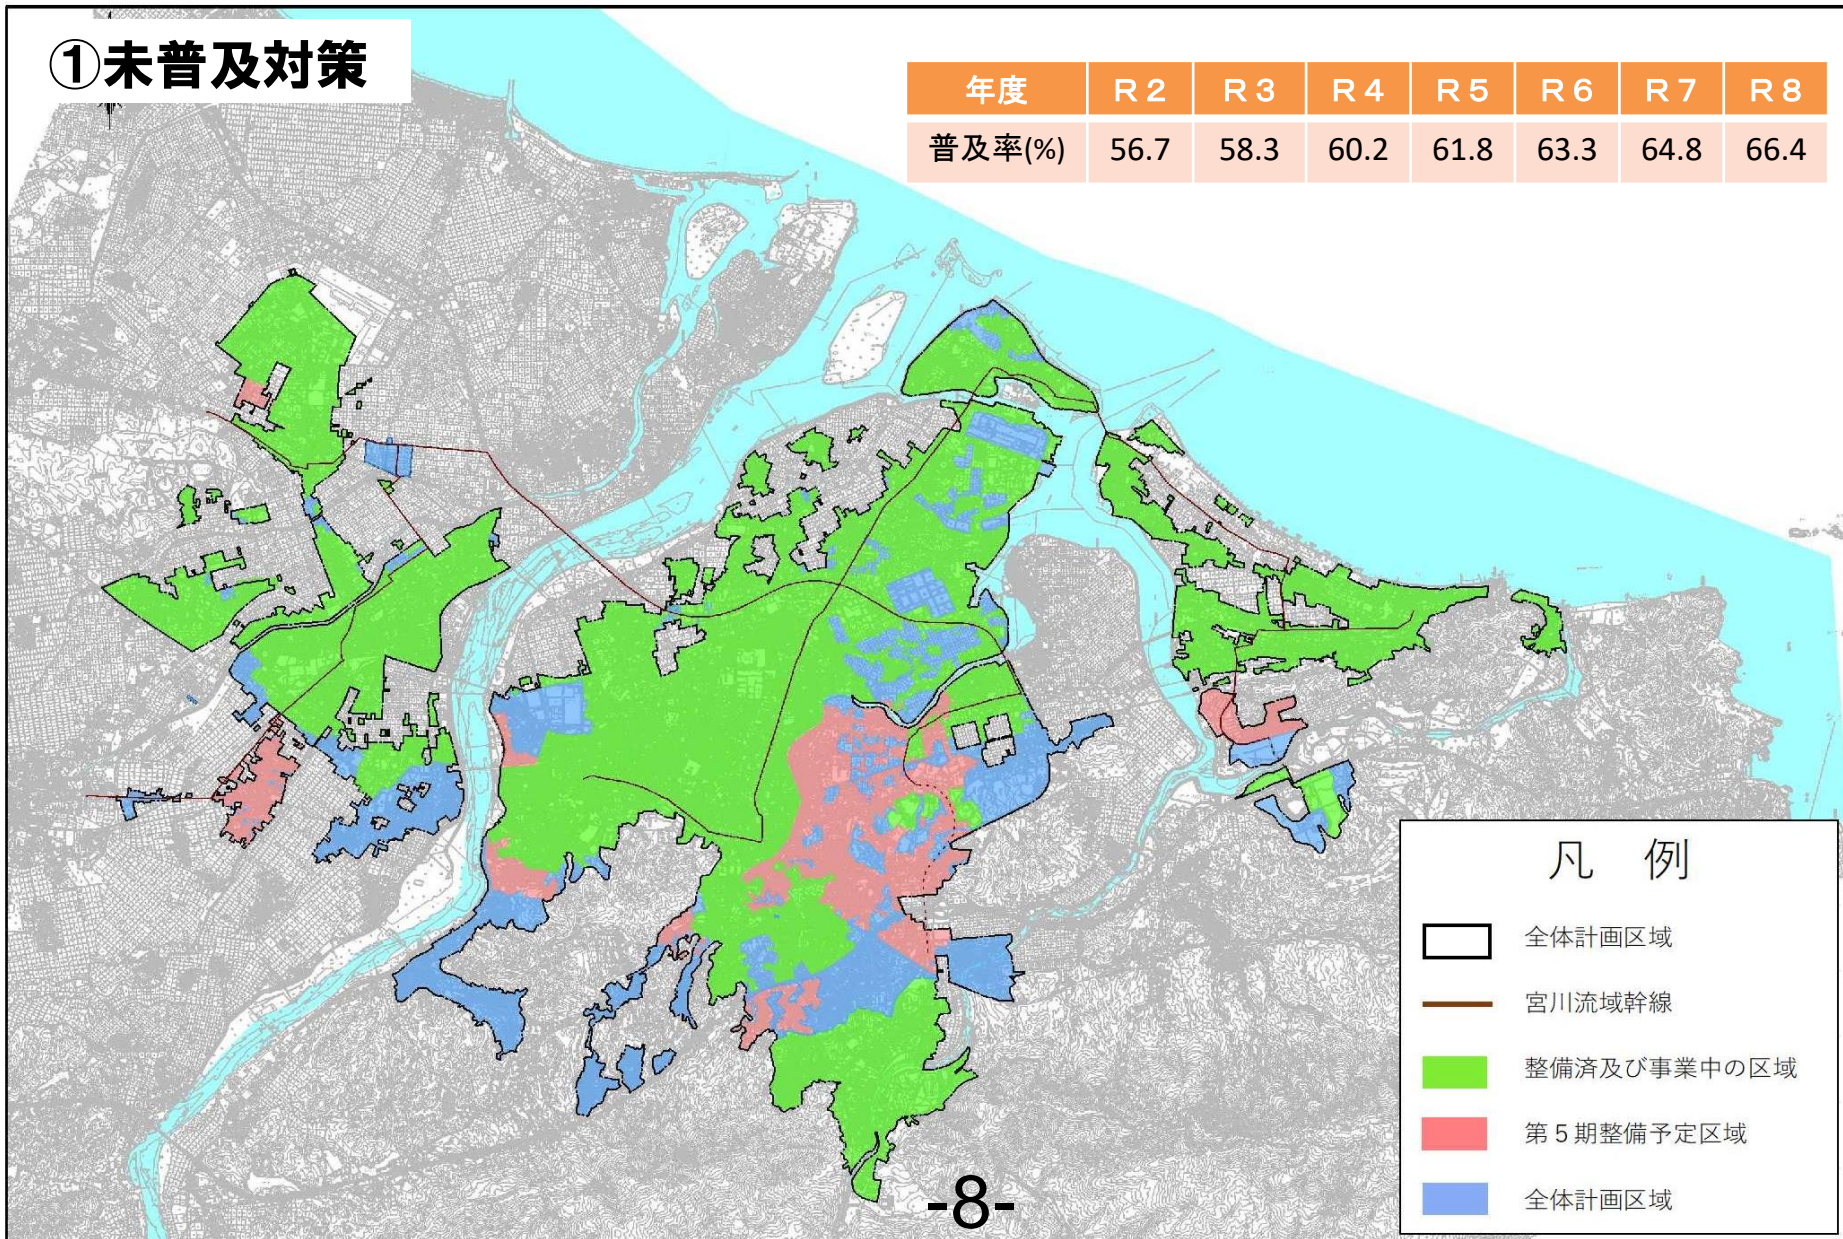 ①未普及対策
年度 R2 R3 R4 R5 R6 R7 R8
普及率(%) 56.7 58.3 60.2 61.8 63.3 64.8 66.4
凡 例
全体計画区域
宮川流域幹線
整備済及び事業中の区域
第5期整備予定区域
全体計画区域
-8-